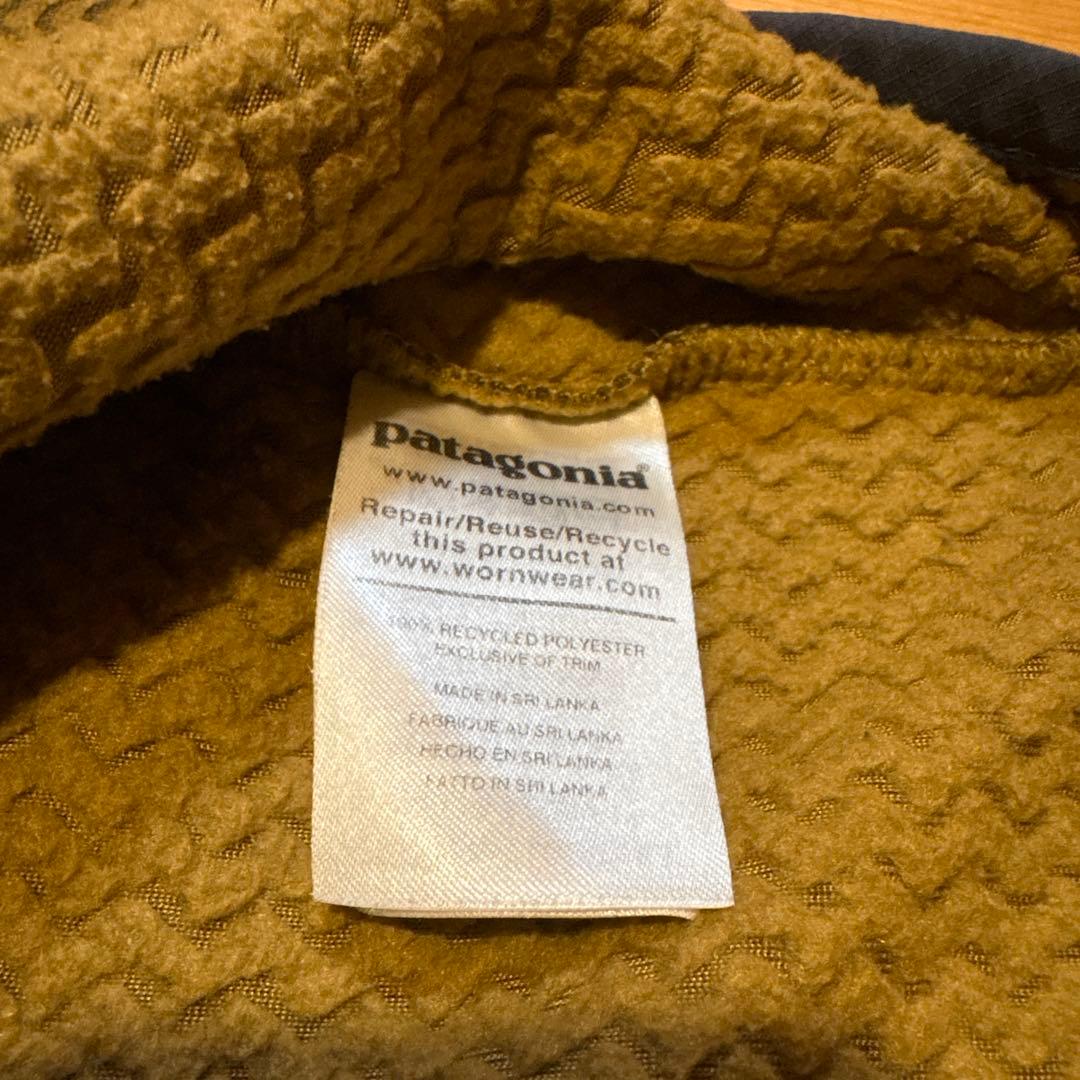 patagonia®
www.patagonia.com
Repair/Reuse/Recycle
this product at
www.wornwear.com
100% RECYCLED POLYESTER
EXCLUSIVE OF TRIM
MADE IN SRI LANKA
FABRIQUE AU SRI LANKA
HECHO EN SRI LANKA
FATTO IN SRI LANKA